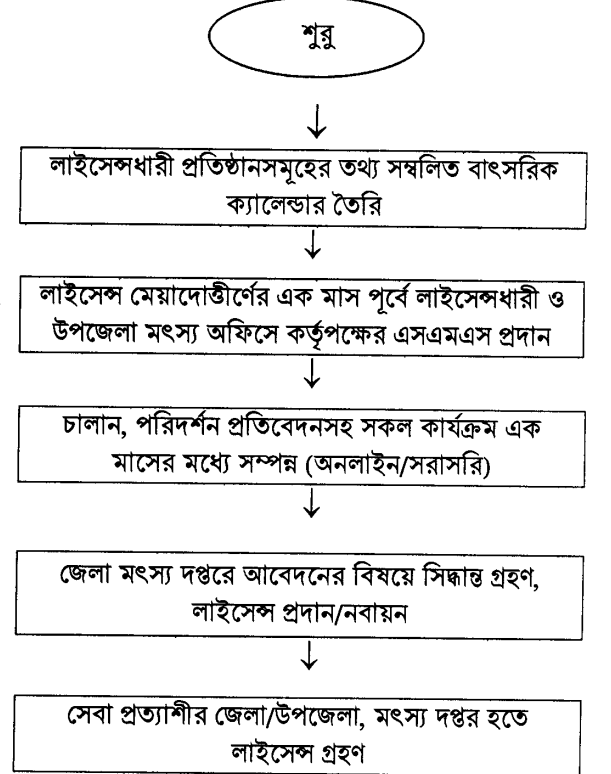 শুরু
লাইসেন্সধারী প্রতিষ্ঠানসমূহের তথ্য সম্বলিত বাৎসরিক
ক্যালেন্ডার তৈরি
লাইসেন্স মেয়াদোত্তীর্ণের এক মাস পূর্বে লাইসেন্সধারী ও
উপজেলা মৎস্য অফিসে কর্তৃপক্ষের এসএমএস প্রদান
চালান, পরিদর্শন প্রতিবেদনসহ সকল কার্যক্রম এক
মাসের মধ্যে সম্পন্ন (অনলাইন/সরাসরি)
জেলা মৎস্য দপ্তরে আবেদনের বিষয়ে সিদ্ধান্ত গ্রহণ,
লাইসেন্স প্রদান/নবায়ন
সেবা প্রত্যাশীর জেলা/উপজেলা, মৎস্য দপ্তর হতে
লাইসেন্স গ্রহণ